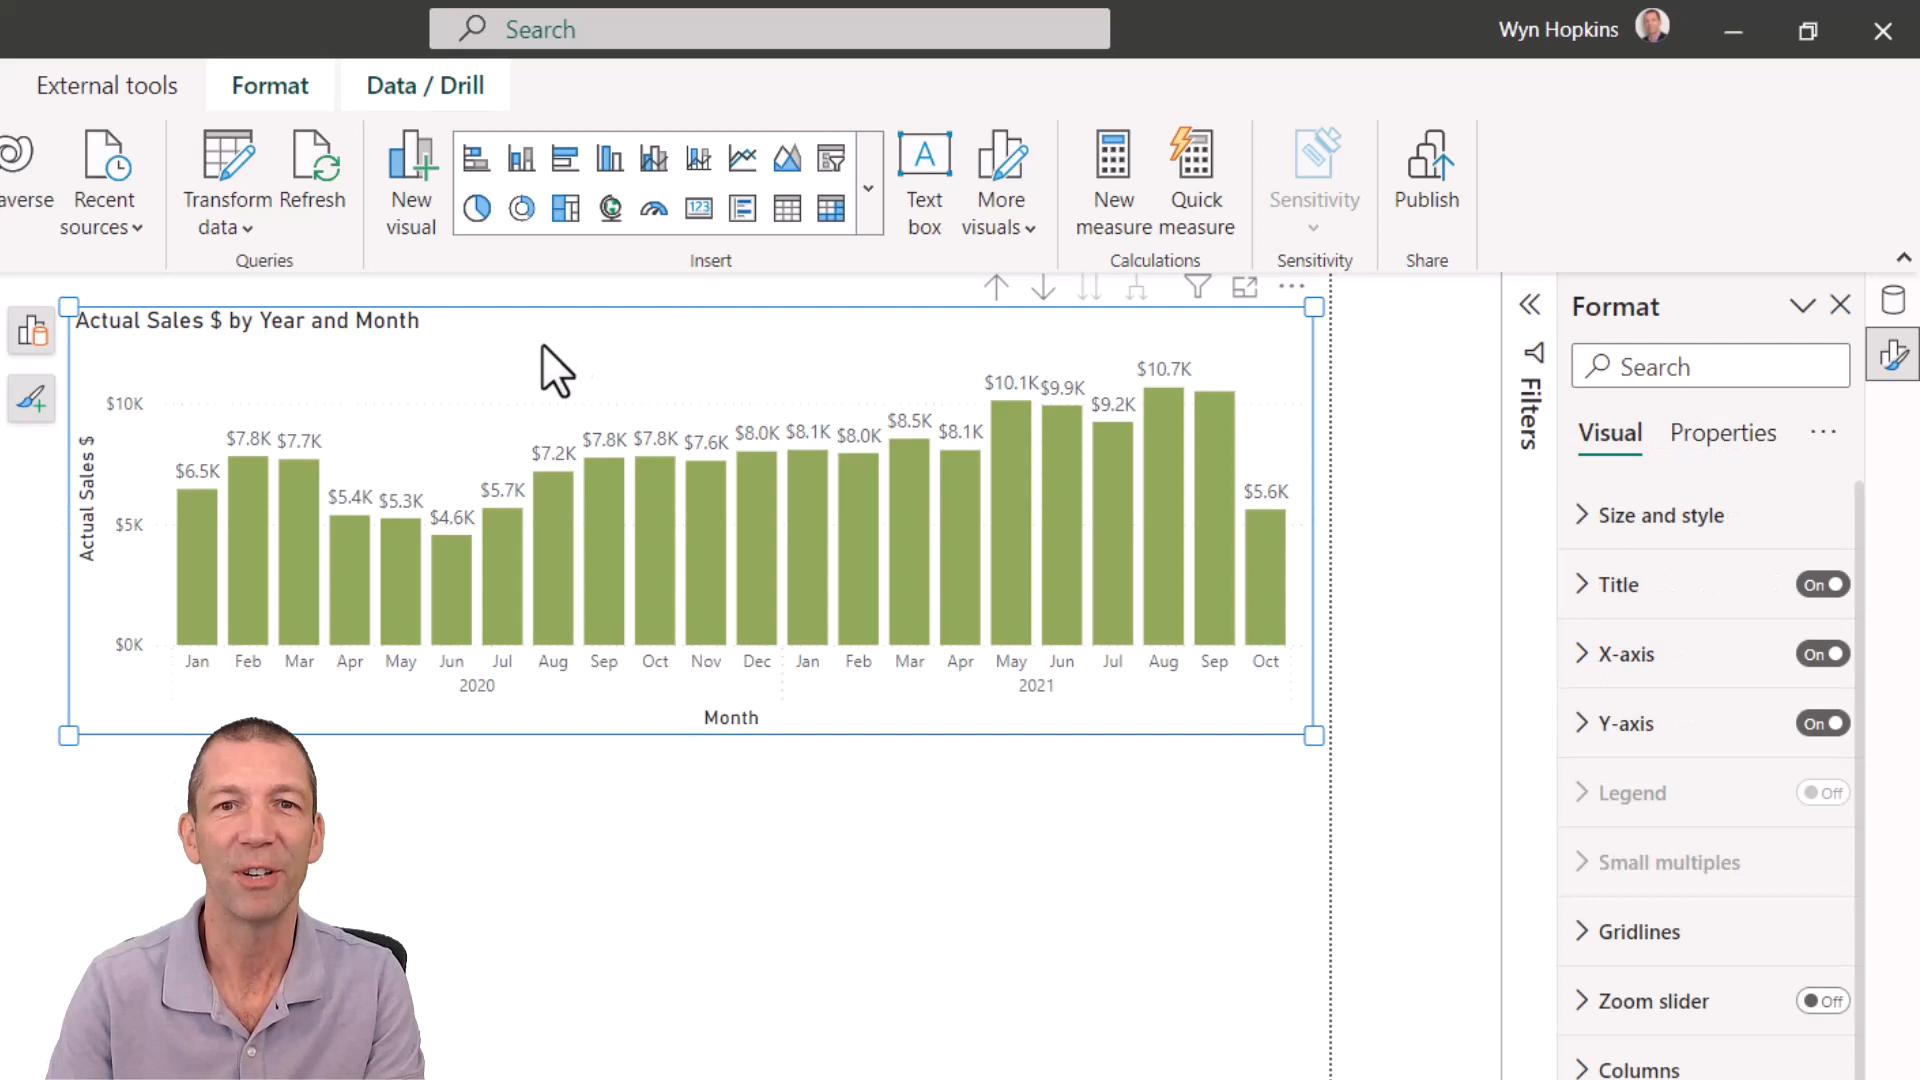 Search
Wyn Hopkins
External tools
Format
Data / Drill
averse
Recent
sources
Transform
data
Refresh
Queries
New
visual
123
Insert
A
Text
box
More
visuals
New
measure
Quick
measure
Calculations
Sensitivity
Sensitivity
Publish
Share
Actual Sales $ by Year and Month
Actual Sales $
$10K
$5K
$0K
$6.5K $7.8K $7.7K $5.4K $5.3K $4.6K $5.7K $7.2K $7.8K $7.8K $7.6K $8.0K $8.1K $8.0K $8.5K $8.1K $10.1K $9.9K $9.2K $10.7K $5.6K
Jan Feb Mar Apr May Jun Jul Aug Sep Oct Nov Dec Jan Feb Mar Apr May Jun Jul Aug Sep Oct
2020 2021
Month
Filters
Format
Search
Visual Properties
Size and style
Title On
X-axis On
Y-axis On
Legend Off
Small multiples
Gridlines
Zoom slider Off
Columns